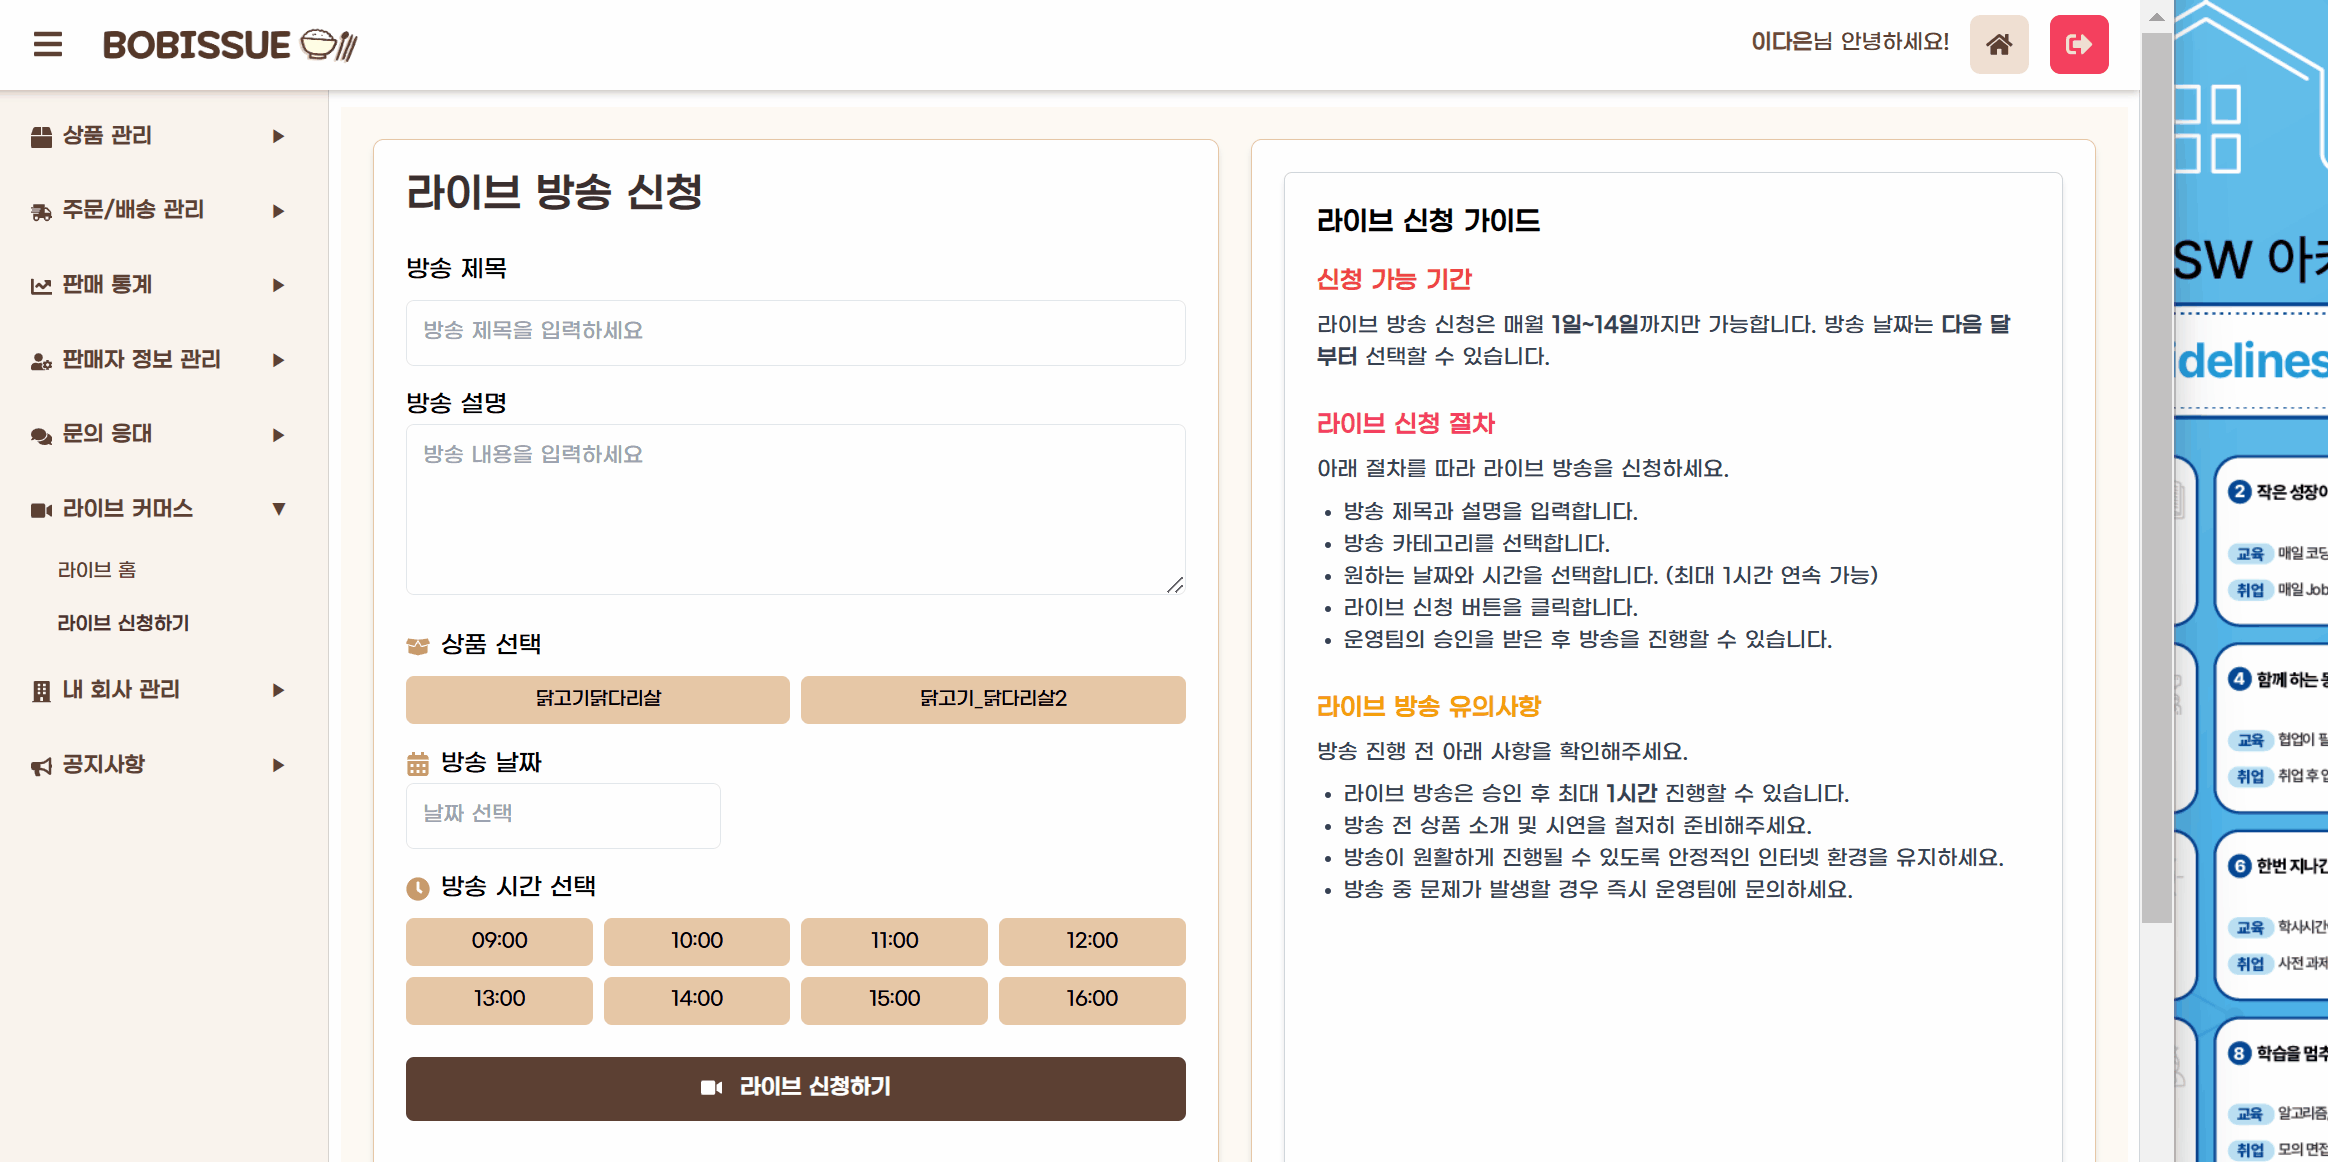 BOBISSUE
이다은님 안녕하세요!
상품 관리
주문/배송 관리
판매 통계
판매자 정보 관리
문의 응대
라이브 커머스
라이브 홈
라이브 신청하기
내 회사 관리
공지사항
라이브 방송 신청
방송 제목
방송 제목을 입력하세요
방송 설명
방송 내용을 입력하세요
상품 선택
닭고기닭다리살
닭고기_닭다리살2
방송 날짜
날짜 선택
방송 시간 선택
09:00
10:00
11:00
12:00
13:00
14:00
15:00
16:00
라이브 신청하기
라이브 신청 가이드
신청 가능 기간
라이브 방송 신청은 매월 1일~14일까지만 가능합니다. 방송 날짜는 다음 달
부터 선택할 수 있습니다.
라이브 신청 절차
아래 절차를 따라 라이브 방송을 신청하세요.
• 방송 제목과 설명을 입력합니다.
• 방송 카테고리를 선택합니다.
• 원하는 날짜와 시간을 선택합니다. (최대 1시간 연속 가능)
• 라이브 신청 버튼을 클릭합니다.
• 운영팀의 승인을 받은 후 방송을 진행할 수 있습니다.
라이브 방송 유의사항
방송 진행 전 아래 사항을 확인해주세요.
• 라이브 방송은 승인 후 최대 1시간 진행할 수 있습니다.
• 방송 전 상품 소개 및 시연을 철저히 준비해주세요.
• 방송이 원활하게 진행될 수 있도록 안정적인 인터넷 환경을 유지하세요.
• 방송 중 문제가 발생할 경우 즉시 운영팀에 문의하세요.
SW 아
idelines
2 작은 성장이
교육 매일 코딩
취업 매일 Job
4 함께 하는
교육 협업이
취업 취업 후
6 한번 지나간
교육 학사시간
취업 사전 과제
8 학습을 멈추
교육 알고리즘,
취업 모의 면접